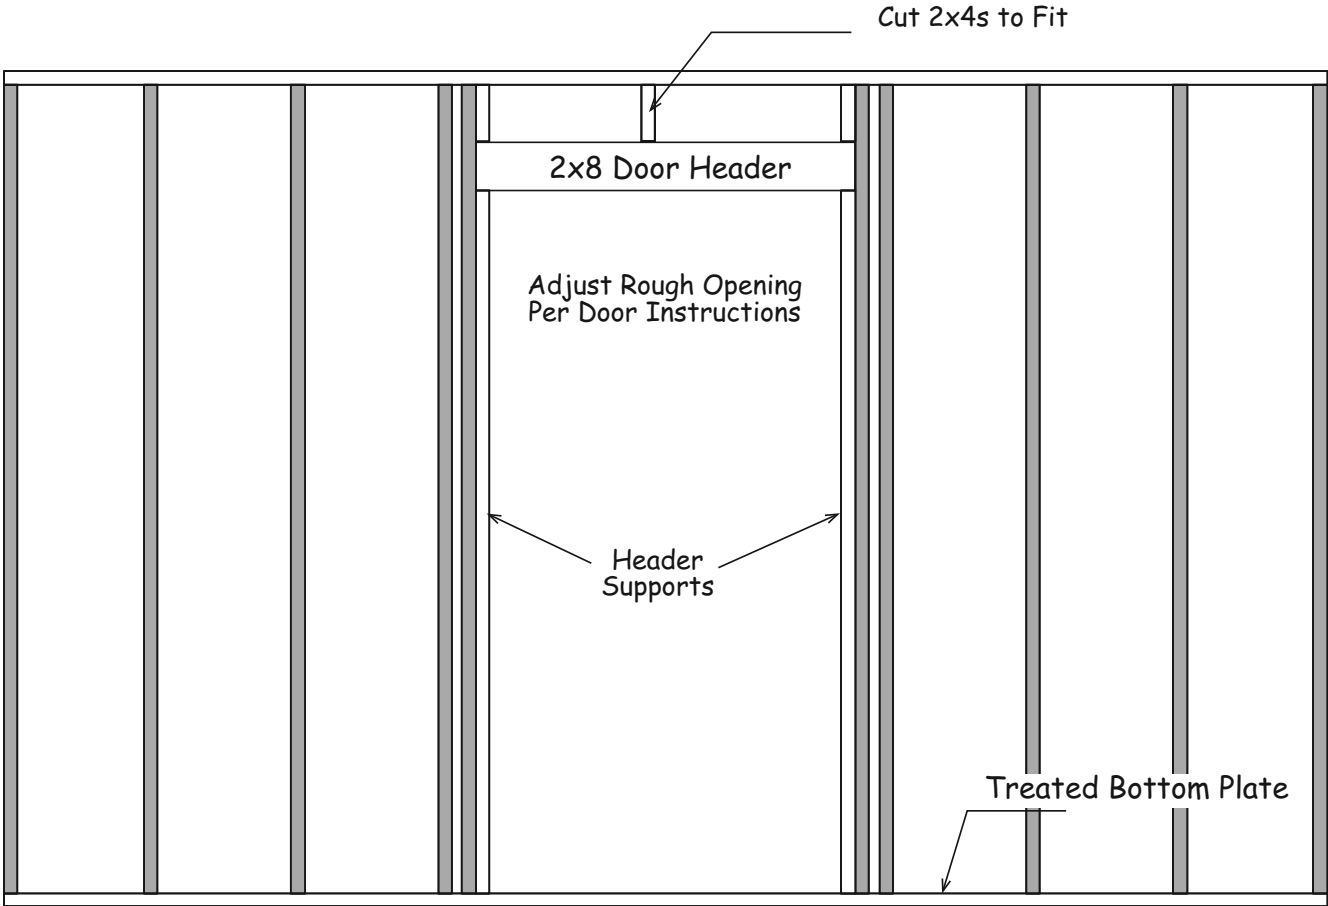 Cut 2x4s to Fit
2x8 Door Header
Adjust Rough Opening
Per Door Instructions
Header
Supports
Treated Bottom Plate